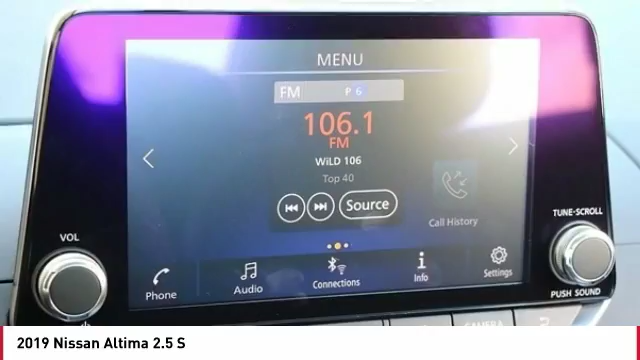 MENU
FM P 6
106.1
FM
WiLD 106
Top 40
Source
Call History
VOL
TUNE-SCROLL
Phone
Audio
Connections
Info
Settings
PUSH SOUND
CAMERA
2019 Nissan Altima 2.5 S